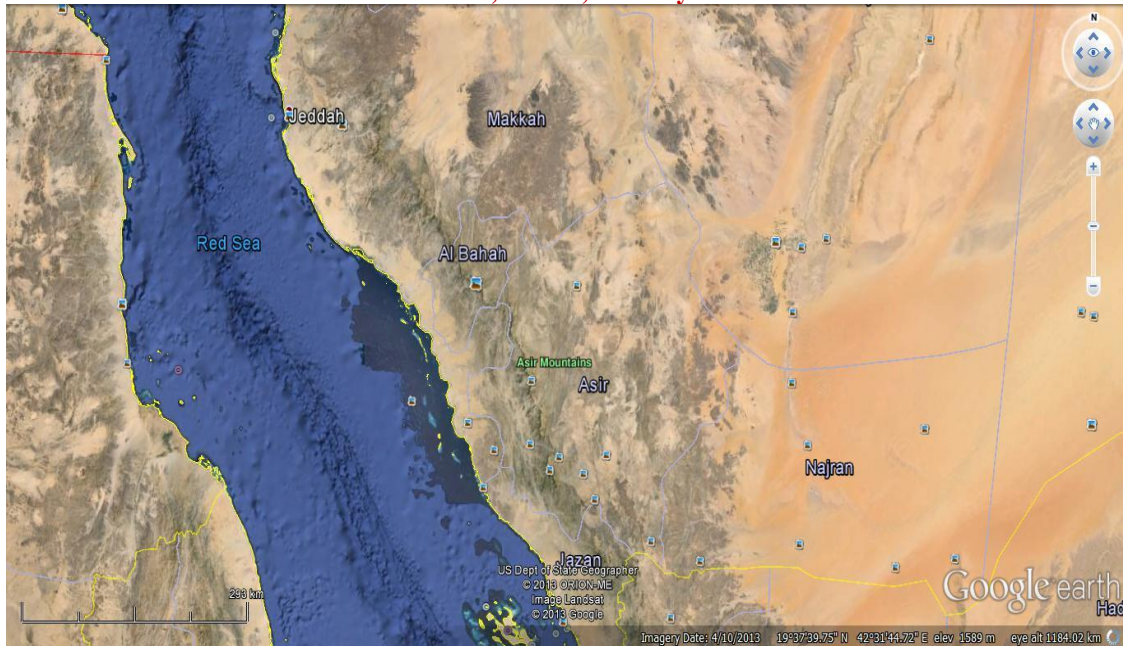 N
Jeddah
Makkah
Red Sea
Al Bahah
Asir Mountains
Asir
Najran
Jazan
US Dept of State Geographer
© 2013 ORION-ME
Image Landsat
© 2013 Google
293 km
Google earth
Had
Imagery Date: 4/10/2013 19°37'39.75" N 42°31'44.72" E elev 1589 m eye alt 1184.02 km